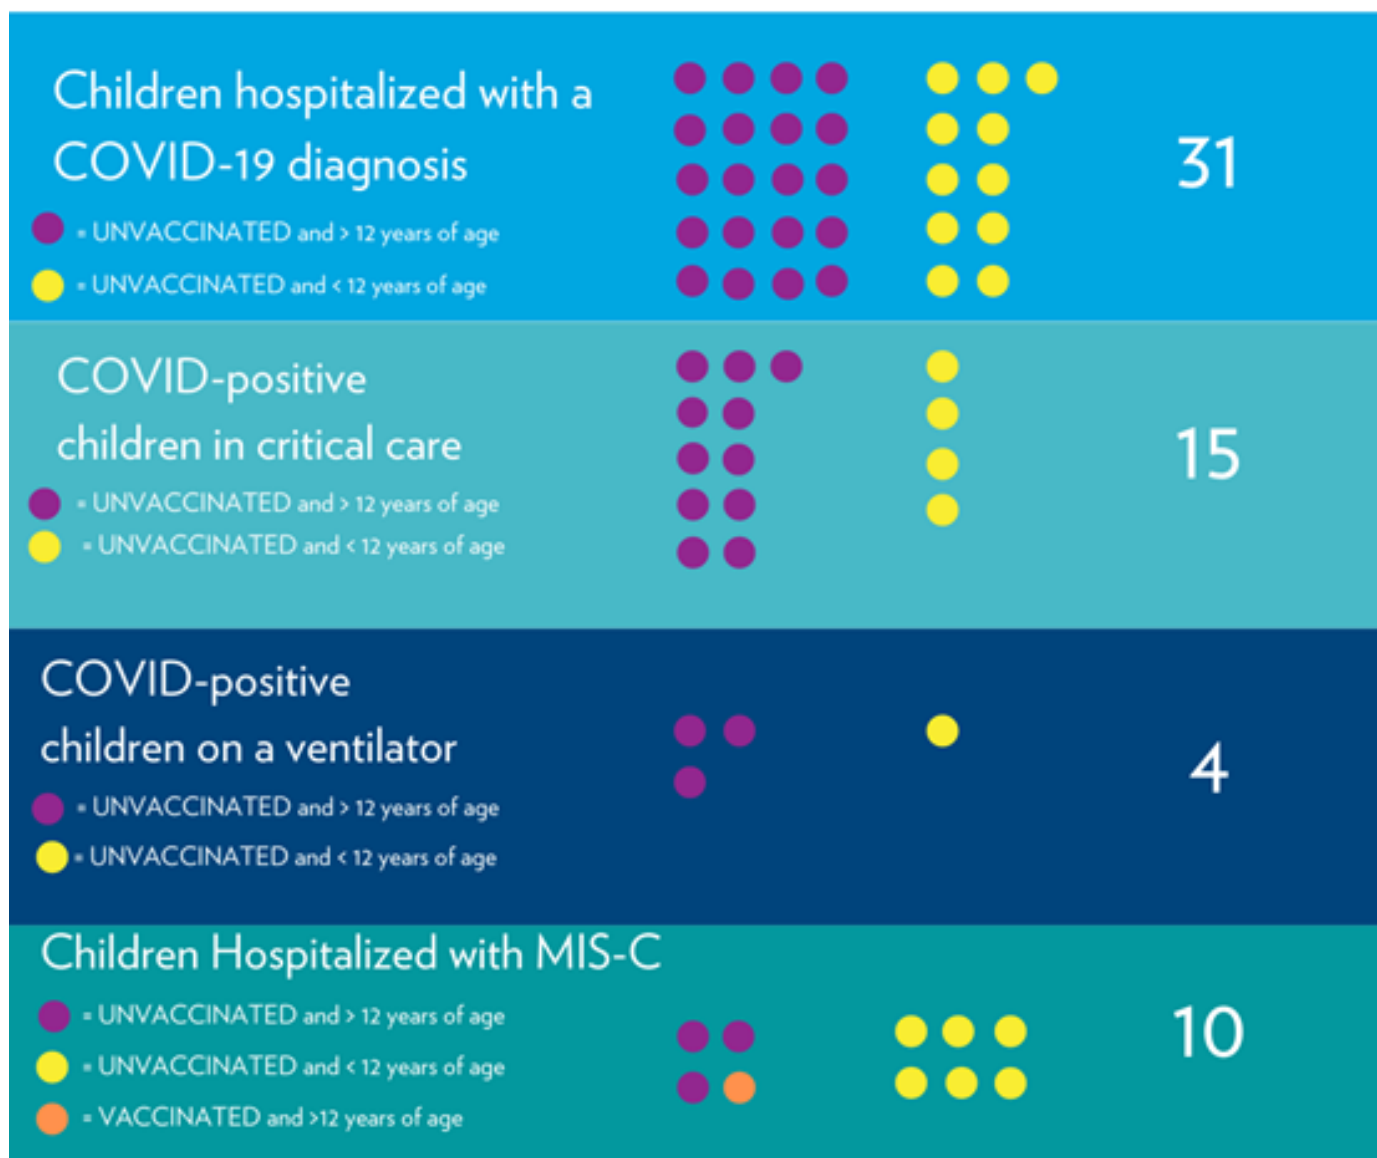 Children hospitalized with a
COVID-19 diagnosis
= UNVACCINATED and > 12 years of age
= UNVACCINATED and < 12 years of age
31
COVID-positive
children in critical care
= UNVACCINATED and > 12 years of age
= UNVACCINATED and < 12 years of age
15
COVID-positive
children on a ventilator
= UNVACCINATED and > 12 years of age
= UNVACCINATED and < 12 years of age
4
Children Hospitalized with MIS-C
= UNVACCINATED and > 12 years of age
= UNVACCINATED and < 12 years of age
= VACCINATED and >12 years of age
10